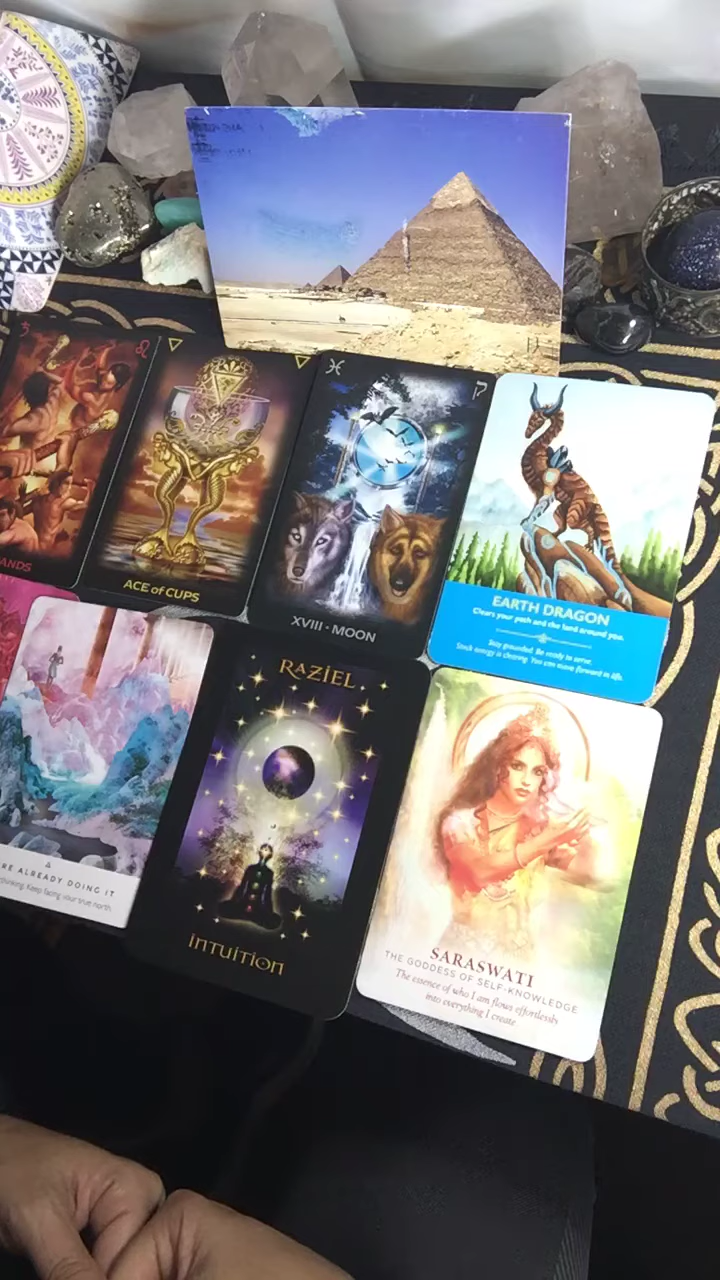 ANDS
ACE of CUPS
XVIII • MOON
ק
EARTH DRAGON
Clears your path and the land around you.
Stay grounded. Be ready to serve.
Stuck energy is clearing. You can move forward in life.
RE ALREADY DOING IT
rthinking. Keep facing your true north.
RAZIEL
INTUITION
SARASWATI
THE GODDESS OF SELF-KNOWLEDGE
The essence of who I am flows effortlessly
into everything I create